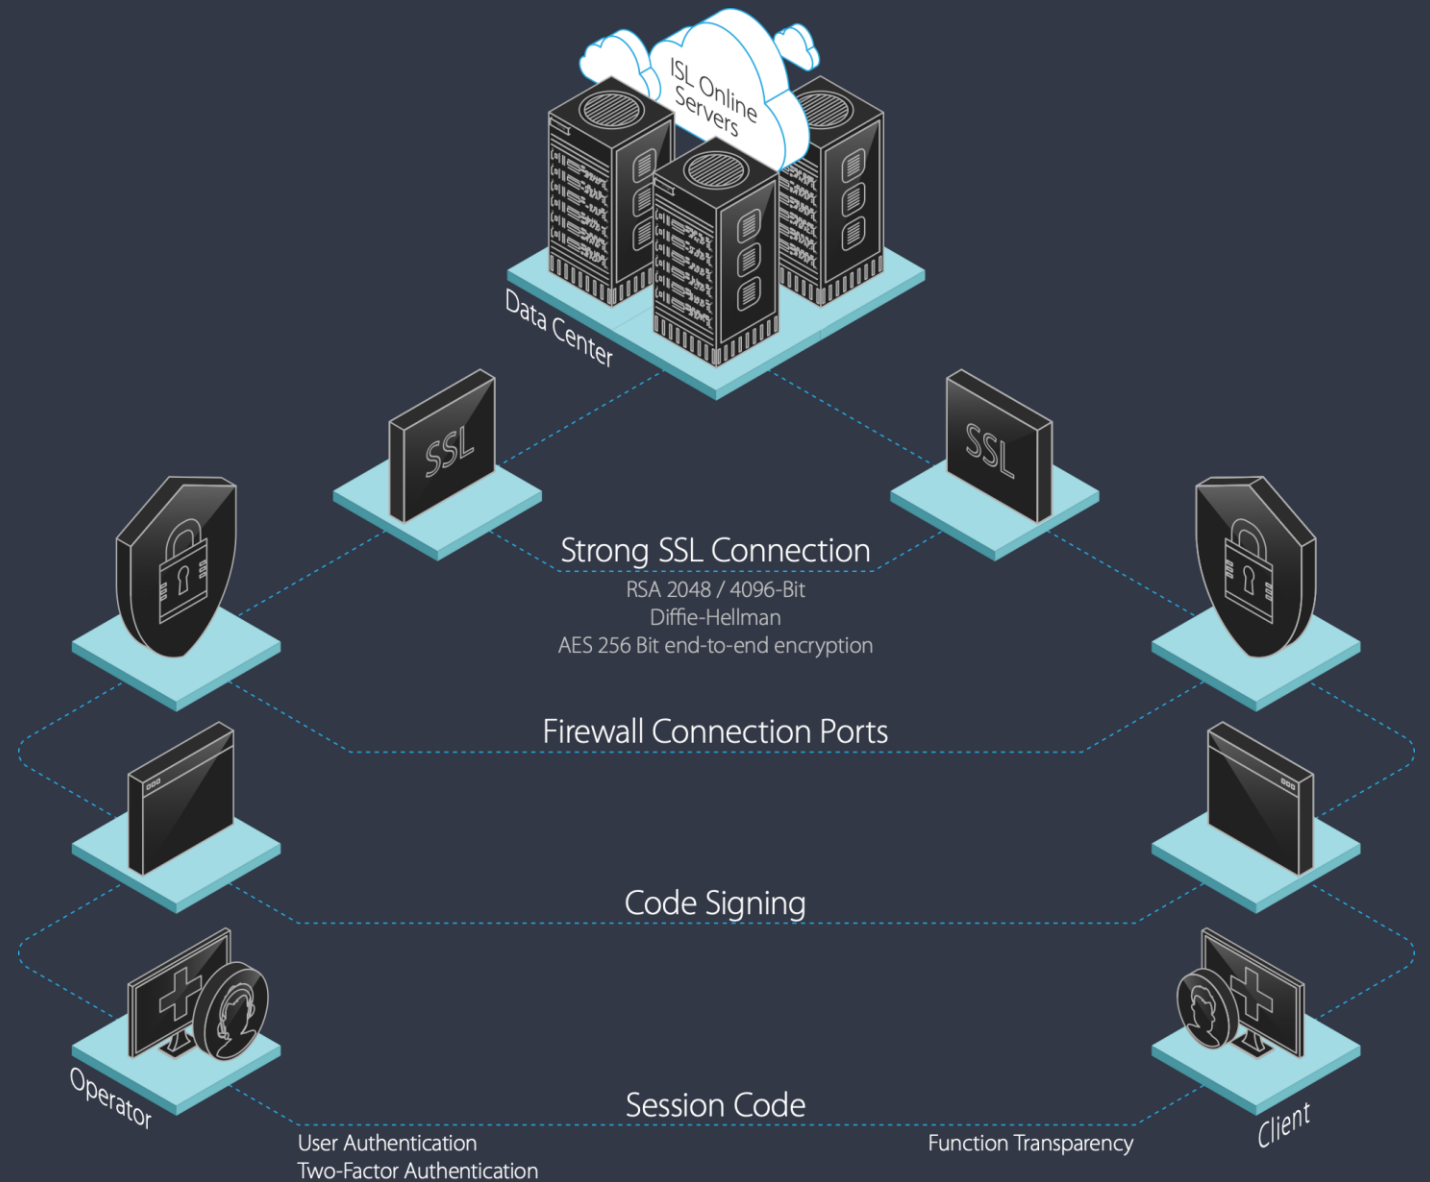 ISL Online
Servers
Data Center
SSL
SSL
Strong SSL Connection
RSA 2048 / 4096-Bit
Diffie-Hellman
AES 256 Bit end-to-end encryption
Firewall Connection Ports
Code Signing
Operator
Client
Session Code
User Authentication
Two-Factor Authentication
Function Transparency